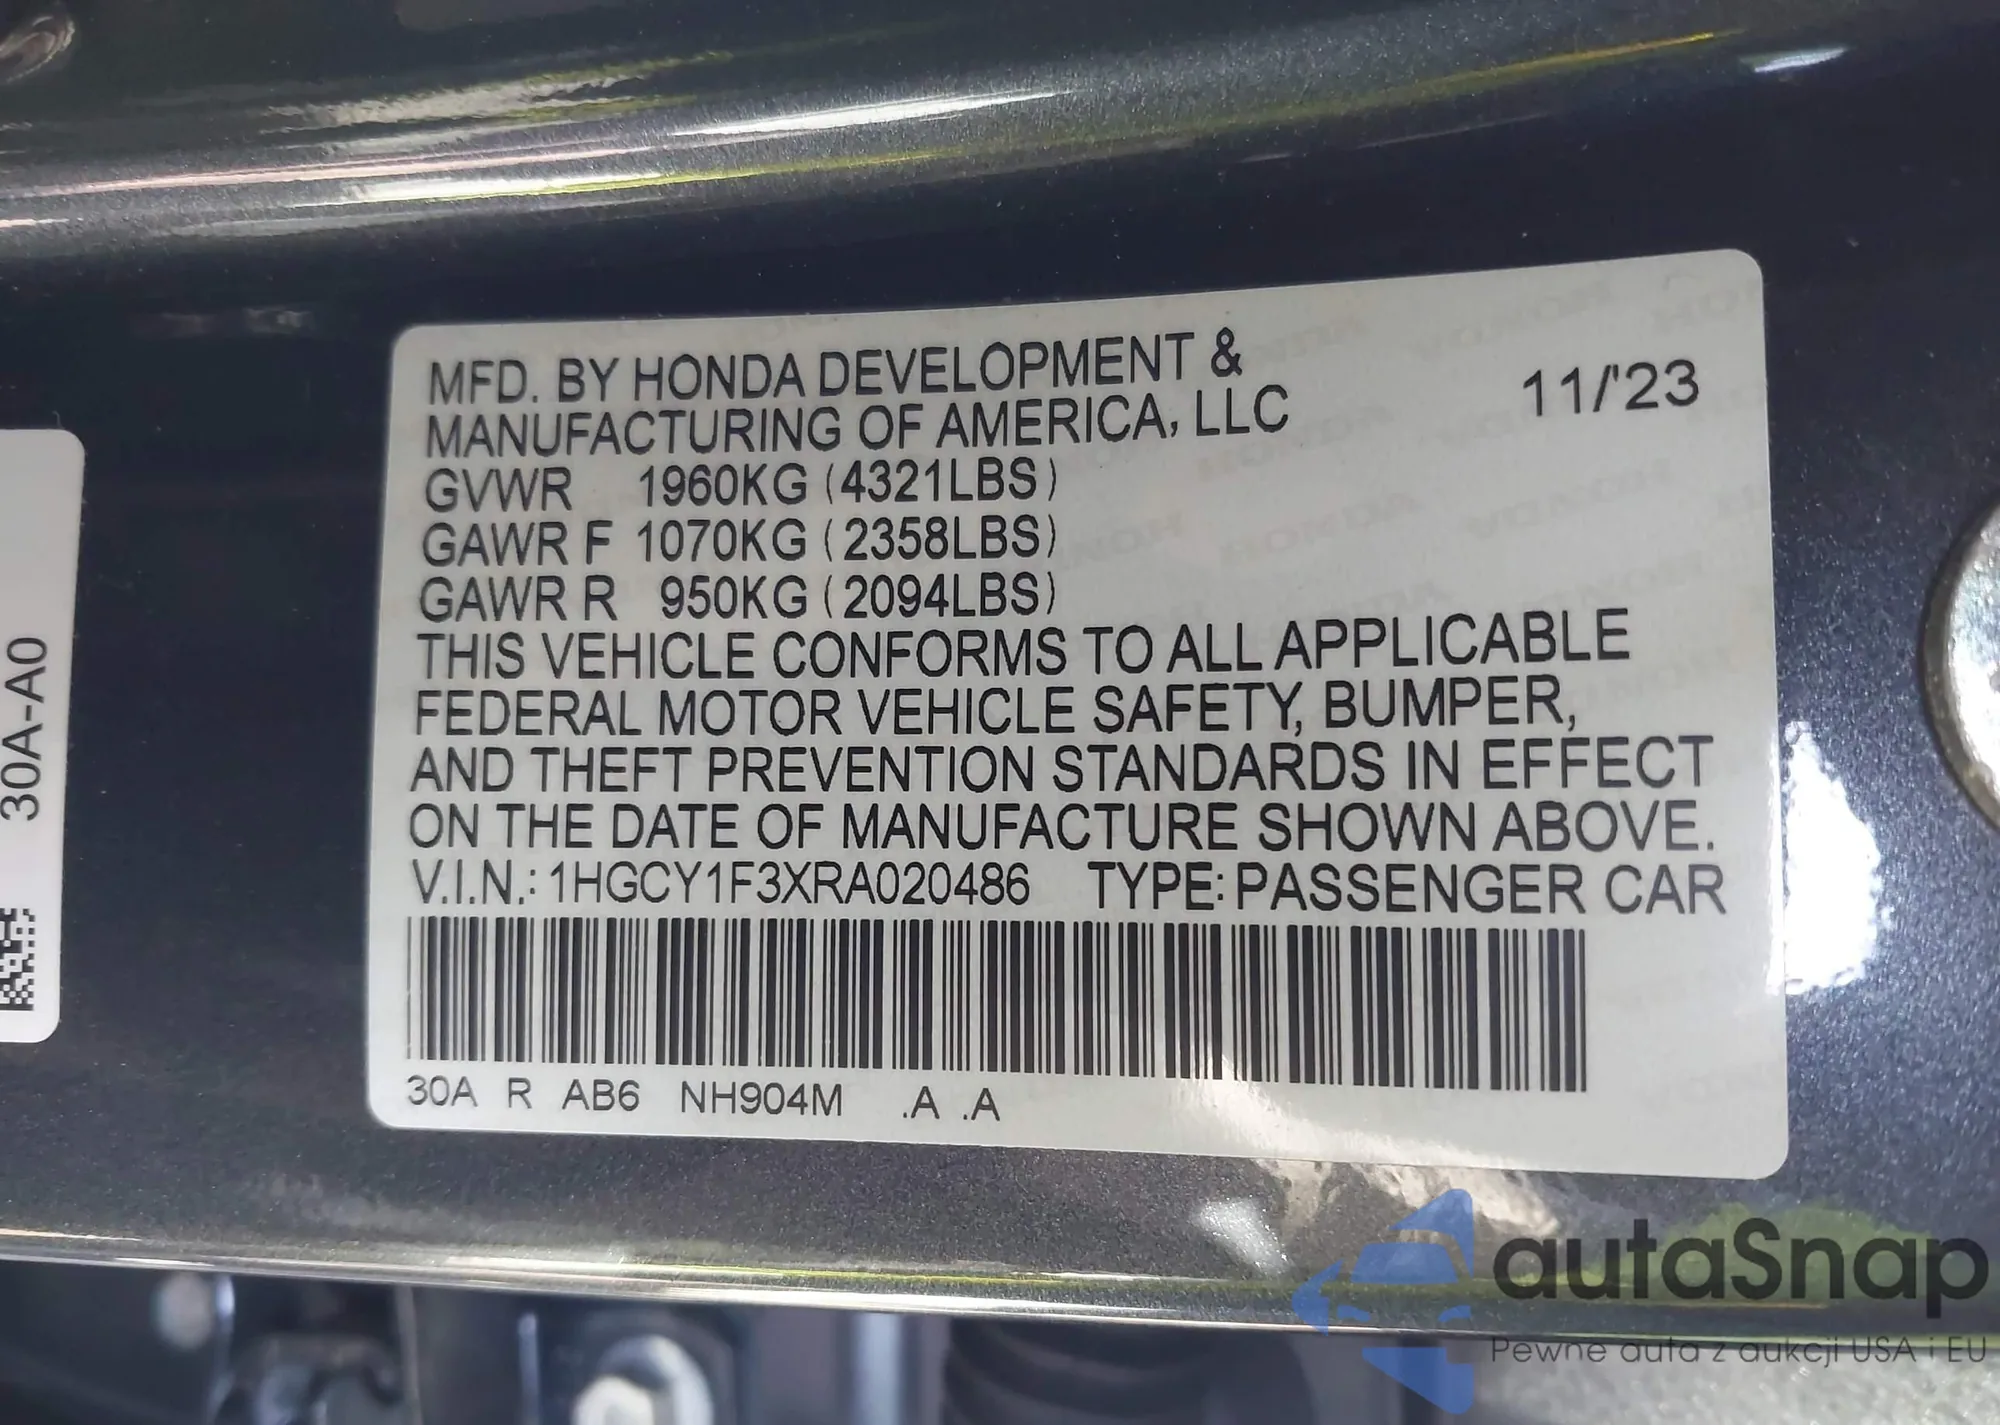 MFD. BY HONDA DEVELOPMENT &
MANUFACTURING OF AMERICA, LLC
11/'23
GVWR 1960KG (4321LBS)
GAWR F 1070KG (2358LBS)
GAWR R 950KG (2094LBS)
THIS VEHICLE CONFORMS TO ALL APPLICABLE
FEDERAL MOTOR VEHICLE SAFETY, BUMPER,
AND THEFT PREVENTION STANDARDS IN EFFECT
ON THE DATE OF MANUFACTURE SHOWN ABOVE.
V.I.N.: 1HGCY1F3XRA020486 TYPE: PASSENGER CAR
30A R AB6 NH904M .A .A
30A-A0
autaSnap
Pewne auta z aukcji USA i EU